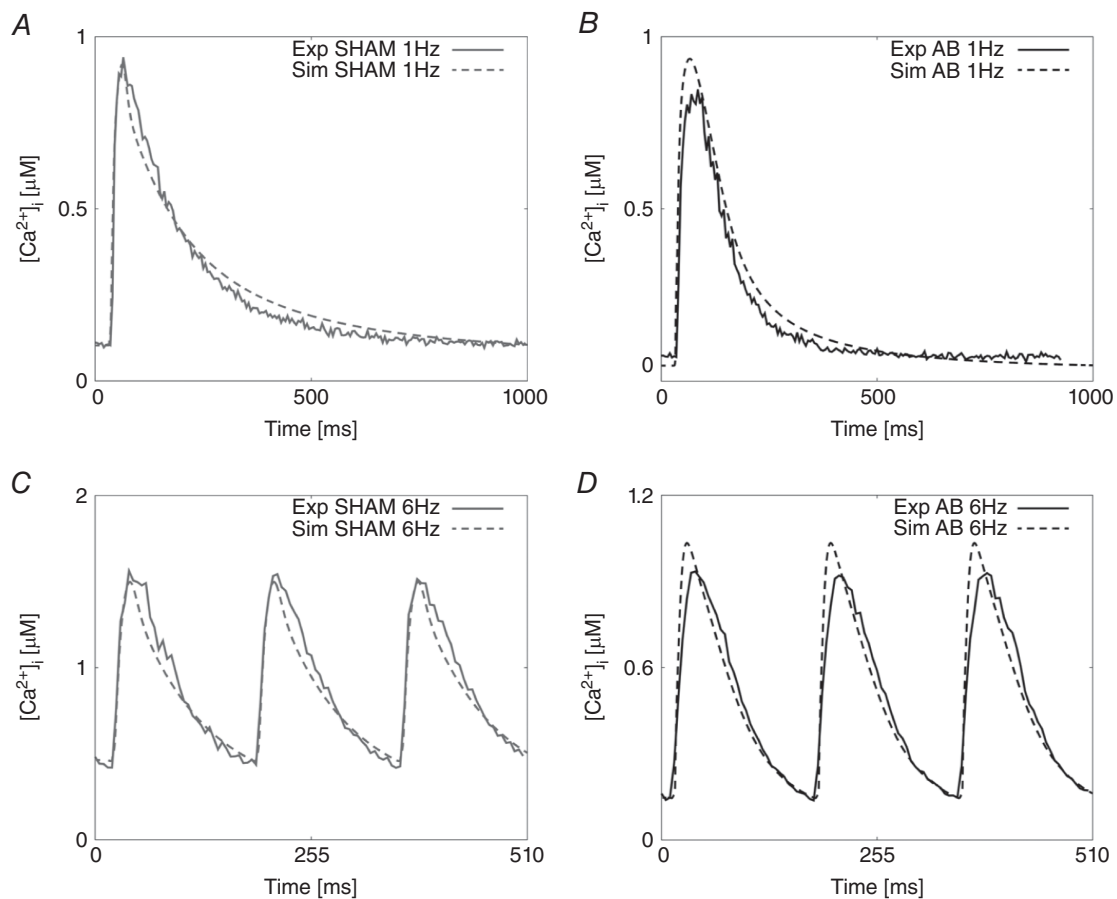 A
1
Exp SHAM 1Hz
Sim SHAM 1Hz
0.5
0
[Ca²⁺]ᵢ [μM]
0 500 1000
Time [ms]
B
1
Exp AB 1Hz
Sim AB 1Hz
0.5
0
[Ca²⁺]ᵢ [μM]
0 500 1000
Time [ms]
C
2
Exp SHAM 6Hz
Sim SHAM 6Hz
1
0
[Ca²⁺]ᵢ [μM]
0 255 510
Time [ms]
D
1.2
Exp AB 6Hz
Sim AB 6Hz
0.6
0
[Ca²⁺]ᵢ [μM]
0 255 510
Time [ms]